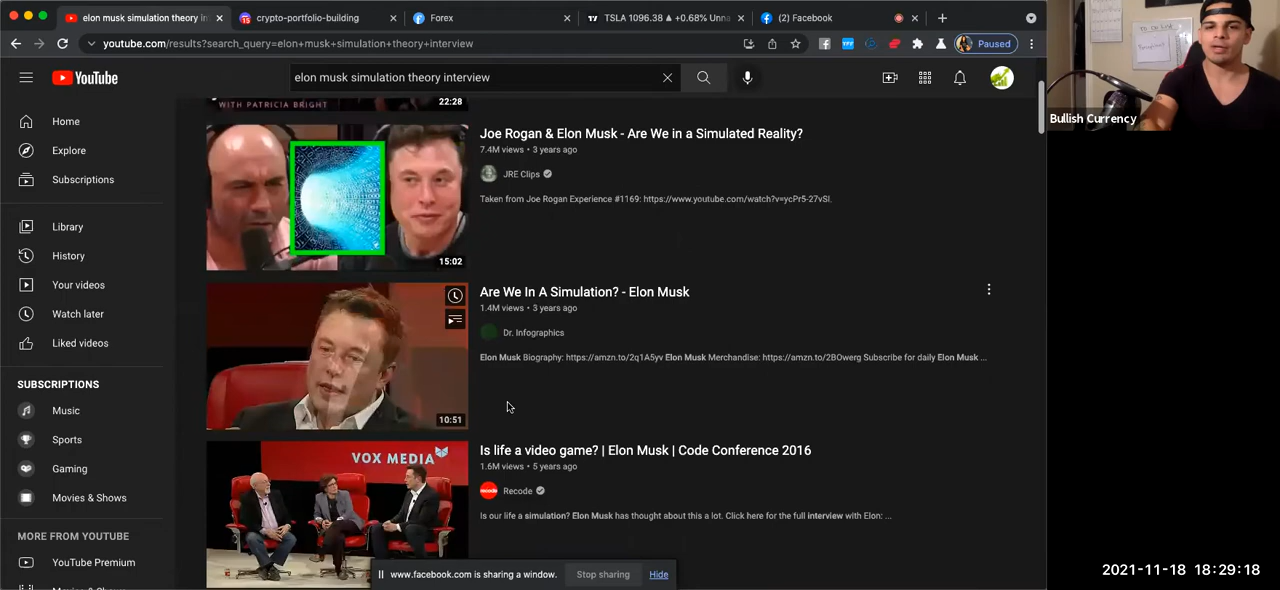 elon musk simulation theory in
crypto-portfolio-building
Forex
TSLA 1096.38 ▲ +0.68% Unna
(2) Facebook
youtube.com/results?search_query=elon+musk+simulation+theory+interview
Paused
YouTube
elon musk simulation theory interview
Home
Explore
Subscriptions
Library
History
Your videos
Watch later
Liked videos
SUBSCRIPTIONS
Music
Sports
Gaming
Movies & Shows
MORE FROM YOUTUBE
YouTube Premium
WITH PATRICIA BRIGHT
22:28
Joe Rogan & Elon Musk - Are We in a Simulated Reality?
7.4M views • 3 years ago
JRE Clips
Taken from Joe Rogan Experience #1169: https://www.youtube.com/watch?v=ycPr5-27vSI.
15:02
Are We In A Simulation? - Elon Musk
1.4M views • 3 years ago
Dr. Infographics
Elon Musk Biography: https://amzn.to/2q1A5yv Elon Musk Merchandise: https://amzn.to/2BOwerg Subscribe for daily Elon Musk ...
10:51
VOX MEDIA
Is life a video game? | Elon Musk | Code Conference 2016
1.6M views • 5 years ago
recode
Recode
Is our life a simulation? Elon Musk has thought about this a lot. Click here for the full interview with Elon: ...
www.facebook.com is sharing a window.
Stop sharing
Hide
Bullish Currency
2021-11-18 18:29:18